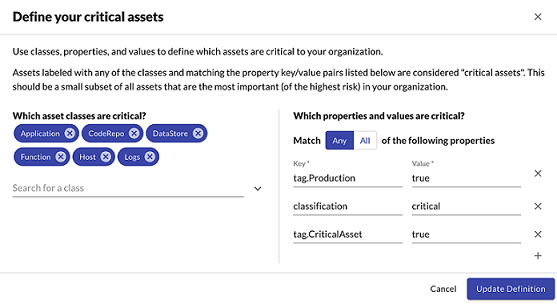 Define your critical assets
Use classes, properties, and values to define which assets are critical to your organization.
Assets labeled with any of the classes and matching the property key/value pairs listed below are considered "critical assets". This
should be a small subset of all assets that are the most important (of the highest risk) in your organization.
Which asset classes are critical?
Application CodeRepo DataStore
Function Host Logs
Search for a class
Which properties and values are critical?
Match Any All of the following properties
Key * Value *
tag.Production true
classification critical
tag.CriticalAsset true
Cancel Update Definition